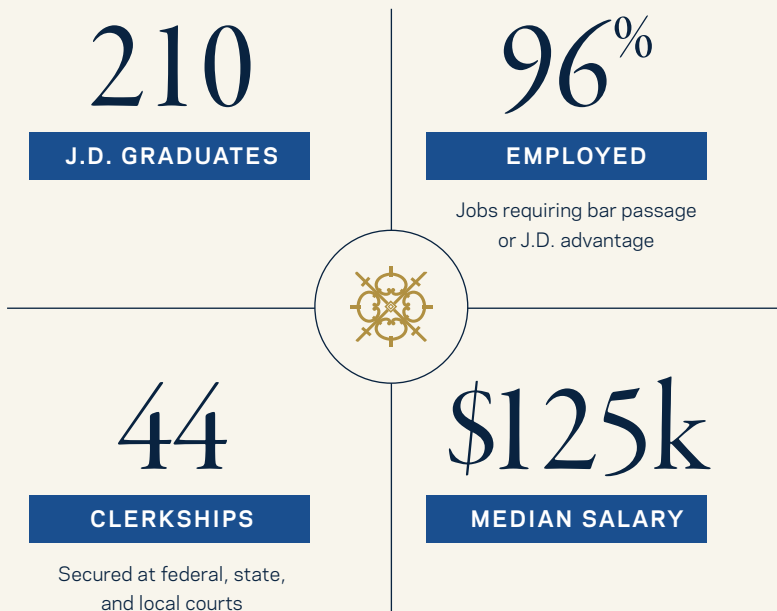 210
J.D. GRADUATES
96%
EMPLOYED
Jobs requiring bar passage
or J.D. advantage
44
CLERKSHIPS
Secured at federal, state,
and local courts
$125k
MEDIAN SALARY